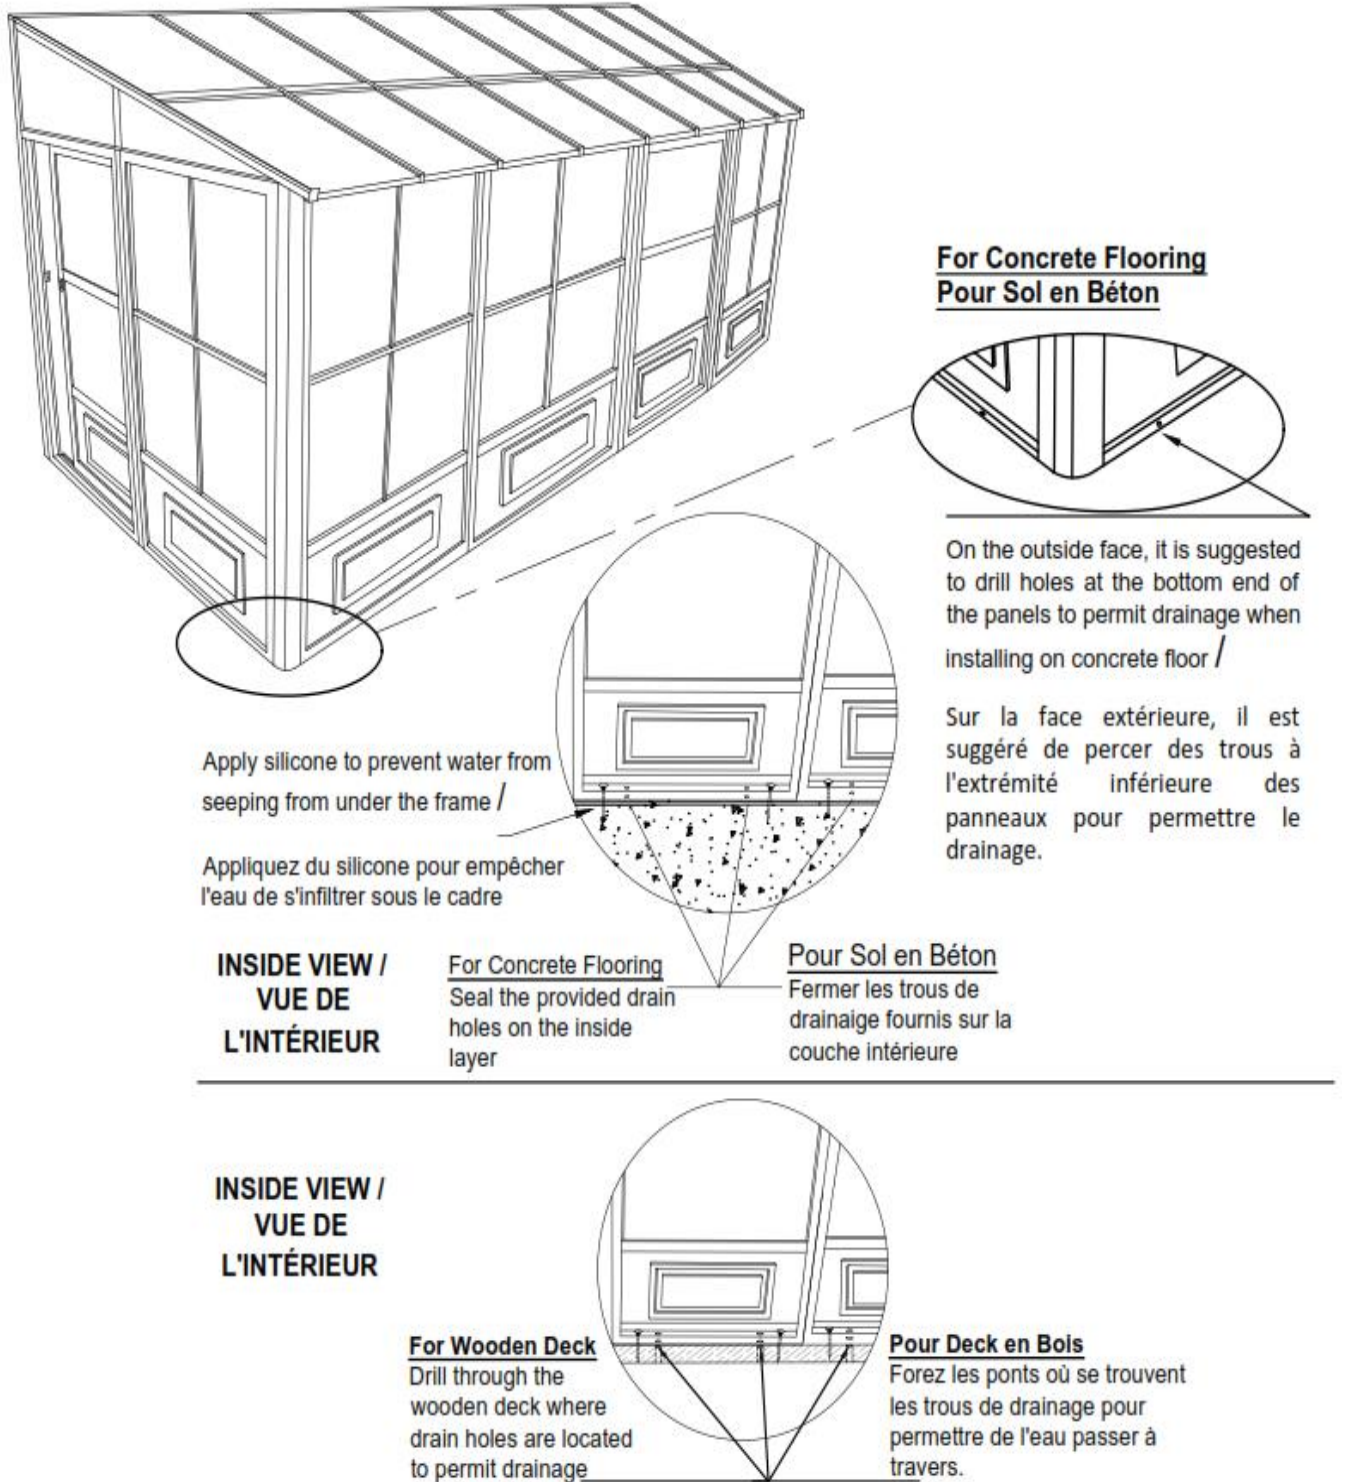 For Concrete Flooring
Pour Sol en Béton
On the outside face, it is suggested
to drill holes at the bottom end of
the panels to permit drainage when
installing on concrete floor /
Sur la face extérieure, il est
suggéré de percer des trous à
l'extrémité inférieure des
panneaux pour permettre le
drainage.
Apply silicone to prevent water from
seeping from under the frame /
Appliquez du silicone pour empêcher
l'eau de s'infiltrer sous le cadre
INSIDE VIEW /
VUE DE
L'INTÉRIEUR
For Concrete Flooring
Seal the provided drain
holes on the inside
layer
Pour Sol en Béton
Fermer les trous de
drainaige fournis sur la
couche intérieure
INSIDE VIEW /
VUE DE
L'INTÉRIEUR
For Wooden Deck
Drill through the
wooden deck where
drain holes are located
to permit drainage
Pour Deck en Bois
Forez les ponts où se trouvent
les trous de drainage pour
permettre de l'eau passer à
travers.